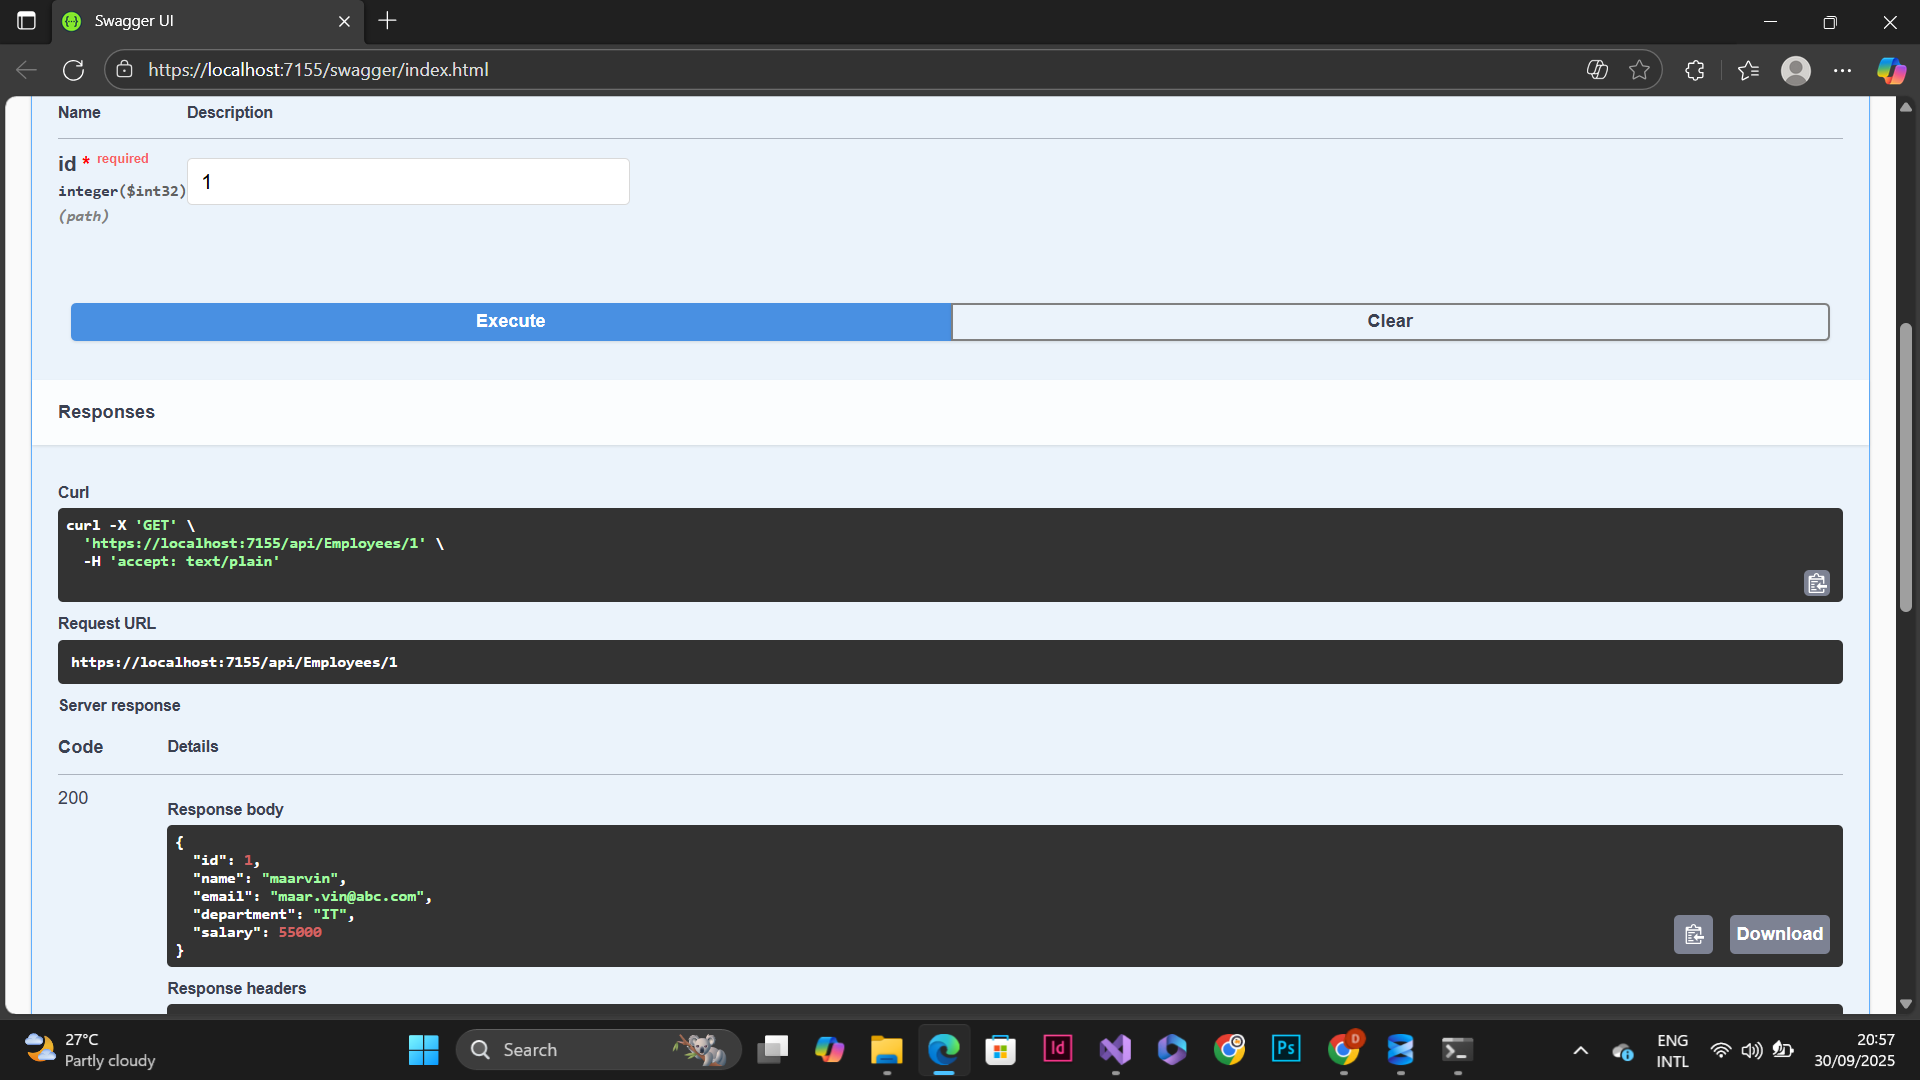 Swagger UI
https://localhost:7155/swagger/index.html
Name Description
id * required
integer($int32)
(path)
1
Execute Clear
Responses
Curl
curl -X 'GET' \
'https://localhost:7155/api/Employees/1' \
-H 'accept: text/plain'
Request URL
https://localhost:7155/api/Employees/1
Server response
Code Details
200
Response body
{
"id": 1,
"name": "maarvin",
"email": "maar.vin@abc.com",
"department": "IT",
"salary": 55000
}
Download
Response headers
27°C
Partly cloudy
Search
Id
Ps
D
ENG
INTL
20:57
30/09/2025